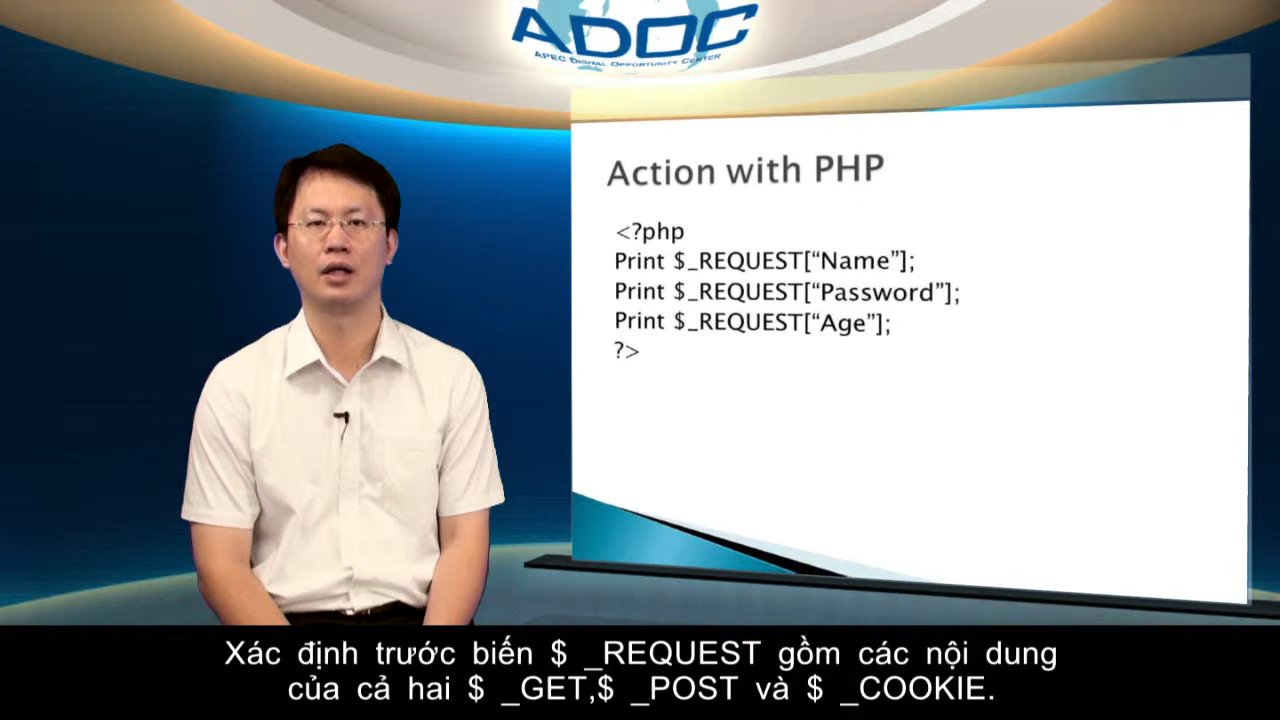 ADOC
APEC DIGITAL OPPORTUNITY CENTER
Action with PHP
<?php
Print $_REQUEST[“Name”];
Print $_REQUEST[“Password”];
Print $_REQUEST[“Age”];
?>
Xác định trước biến $ _REQUEST gồm các nội dung
của cả hai $ _GET,$ _POST và $ _COOKIE.